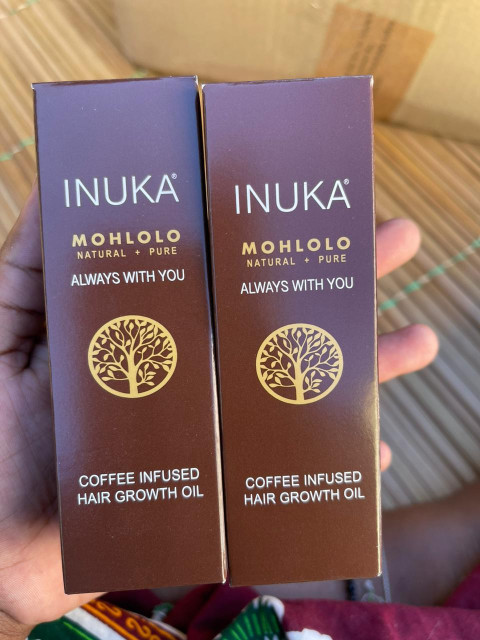 INUKA®
MOHLOLO
NATURAL + PURE
ALWAYS WITH YOU
COFFEE INFUSED
HAIR GROWTH OIL
INUKA®
MOHLOLO
NATURAL + PURE
ALWAYS WITH YOU
COFFEE INFUSED
HAIR GROWTH OIL